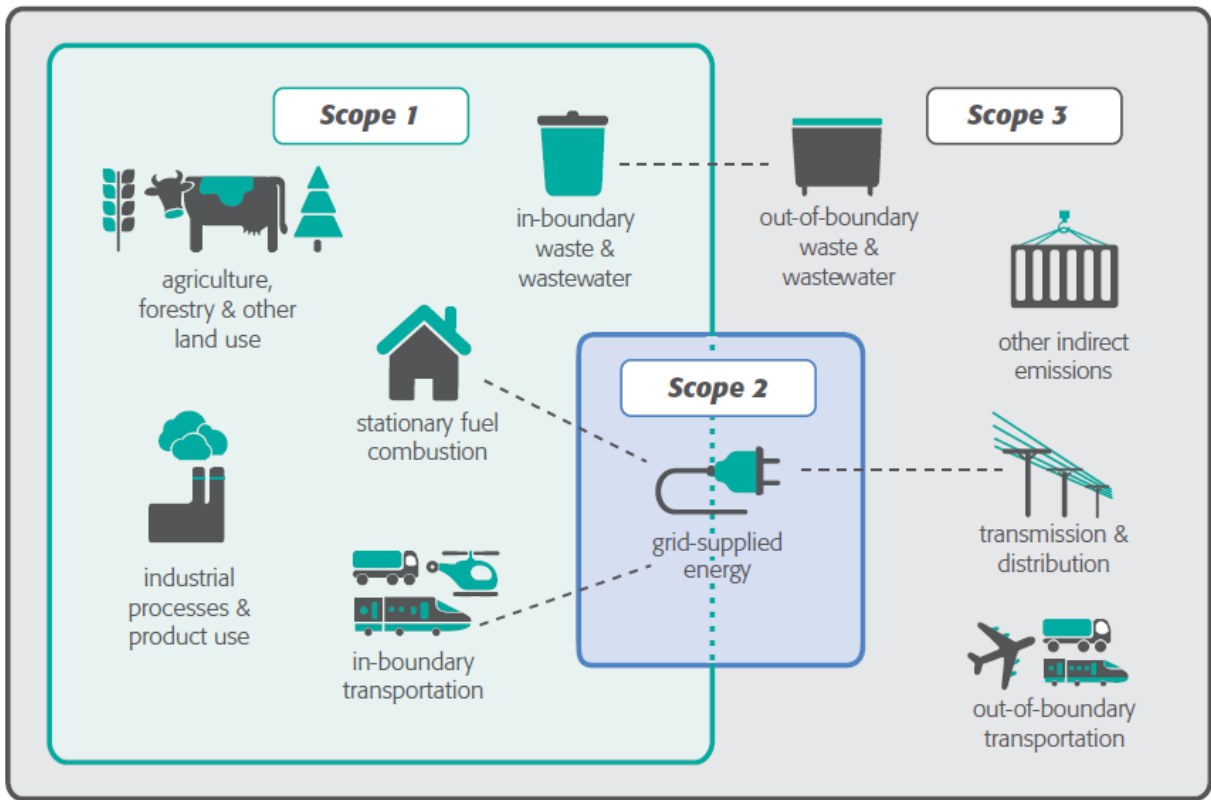 Scope 1
Scope 3
in-boundary
waste &
wastewater
out-of-boundary
waste &
wastewater
agriculture,
forestry & other
land use
other indirect
emissions
Scope 2
stationary fuel
combustion
grid-supplied
energy
transmission &
distribution
industrial
processes &
product use
in-boundary
transportation
out-of-boundary
transportation